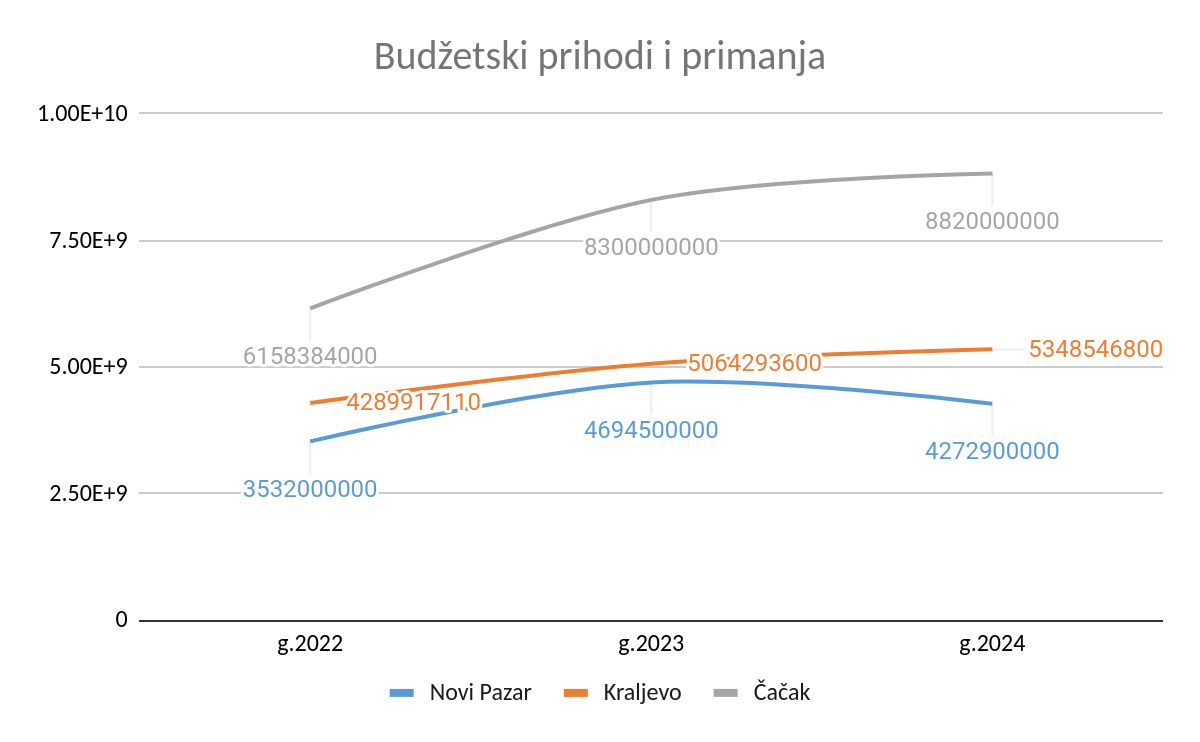 Budžetski prihodi i primanja
1.00E+10
7.50E+9
5.00E+9
2.50E+9
0
8820000000
8300000000
6158384000
5348546800
5064293600
4289917110
4694500000
4272900000
3532000000
g.2022 g.2023 g.2024
Novi Pazar Kraljevo Čačak